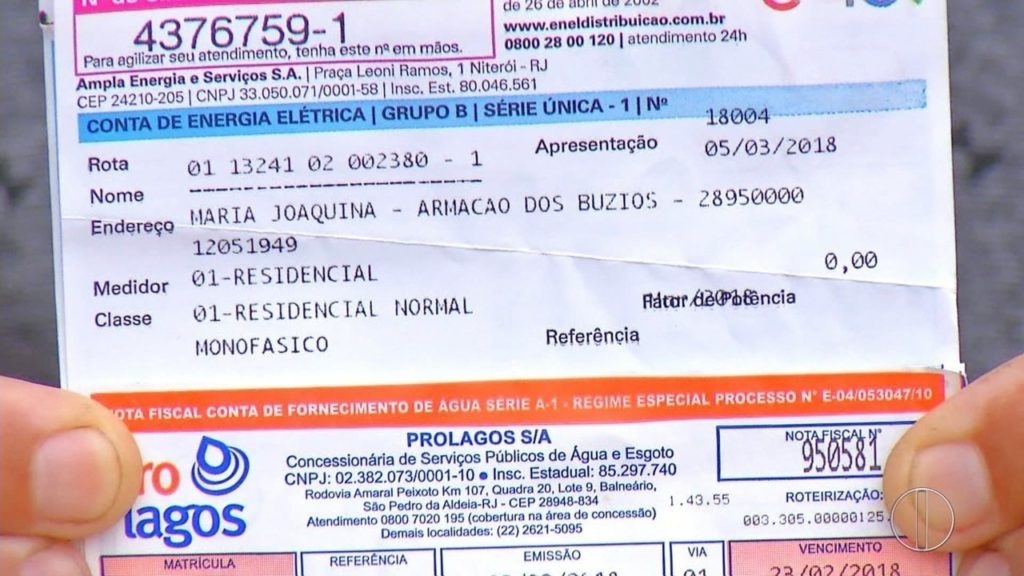 de 26 de abril de 2002
4376759-1
www.eneldistribuicao.com.br
Para agilizar seu atendimento, tenha este nº em mãos.
0800 28 00 120 | atendimento 24h
Ampla Energia e Serviços S.A. | Praça Leoni Ramos, 1 Niterói - RJ
CEP 24210-205 | CNPJ 33.050.071/0001-58 | Insc. Est. 80.046.561
CONTA DE ENERGIA ELÉTRICA | GRUPO B | SÉRIE ÚNICA - 1 | Nº 18004
Rota 01 13241 02 002380 - 1 Apresentação 05/03/2018
Nome --------------------
Endereço MARIA JOAQUINA - ARMACAO DOS BUZIOS - 28950000
12051949
Medidor 01-RESIDENCIAL 0,00
Classe 01-RESIDENCIAL NORMAL Fator de Potência
MONOFASICO Referência
NOTA FISCAL CONTA DE FORNECIMENTO DE ÁGUA SÉRIE A-1 - REGIME ESPECIAL PROCESSO Nº E-04/053047/10
PROLAGOS S/A
Concessionária de Serviços Públicos de Água e Esgoto
CNPJ: 02.382.073/0001-10 ● Insc. Estadual: 85.297.740
Rodovia Amaral Peixoto Km 107, Quadra 20, Lote 9, Balneário,
São Pedro da Aldeia-RJ - CEP 28948-834
Atendimento 0800 7020 195 (cobertura na área de concessão)
Demais localidades: (22) 2621-5095
ro
lagos
1.43.55
NOTA FISCAL Nº
950581
ROTEIRIZAÇÃO:
003.305.00000125.
MATRÍCULA REFERÊNCIA EMISSÃO VIA VENCIMENTO
01 23/02/2018